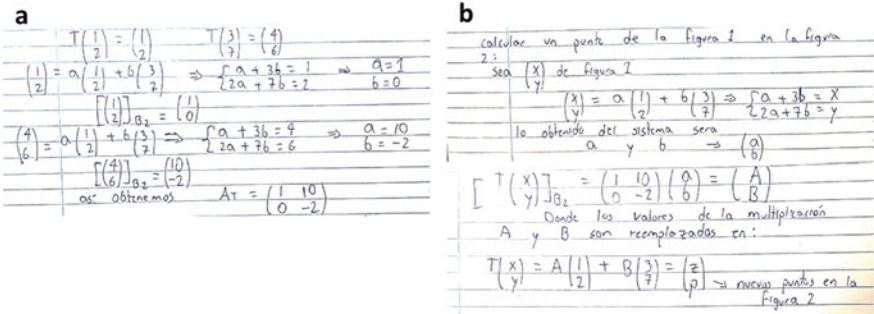 a
T(1 2) = (1 2)   T(3 7) = (4 6)
(1 2) = a(1 2) + b(3 7) ⇒ {a + 3b = 1 2a + 7b = 2 ⇒ a = 1 b = 0
[(1 2)]B2 = (1 0)
(4 6) = a(1 2) + b(3 7) ⇒ {a + 3b = 4 2a + 7b = 6 ⇒ a = 10 b = -2
[(4 6)]B2 = (10 -2)
así obtenemos   AT = (1 10 0 -2)
b
calcular un punto de la figura 1 en la figura
2:
sea (x y) de figura 1
(x y) = a(1 2) + b(3 7) ⇒ {a + 3b = x 2a + 7b = y
lo obtenido del sistema sera
a y b → (a b)
[T(x y)]B2 = (1 10 0 -2)(a b) = (A B)
Donde los valores de la multiplicación
A y B son reemplazados en:
T(x y) = A(1 2) + B(3 7) = (z p) → nuevos puntos en la
figura 2